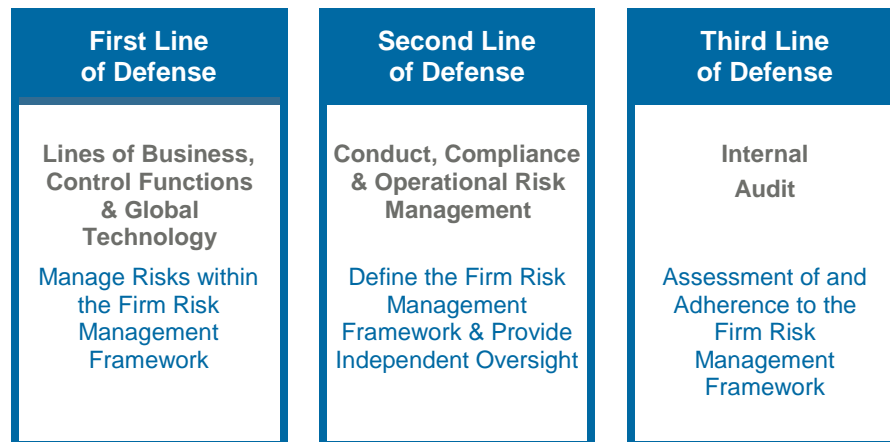 First Line
of Defense
Lines of Business,
Control Functions
& Global
Technology
Manage Risks within
the Firm Risk
Management
Framework
Second Line
of Defense
Conduct, Compliance
& Operational Risk
Management
Define the Firm Risk
Management
Framework & Provide
Independent Oversight
Third Line
of Defense
Internal
Audit
Assessment of and
Adherence to the
Firm Risk
Management
Framework